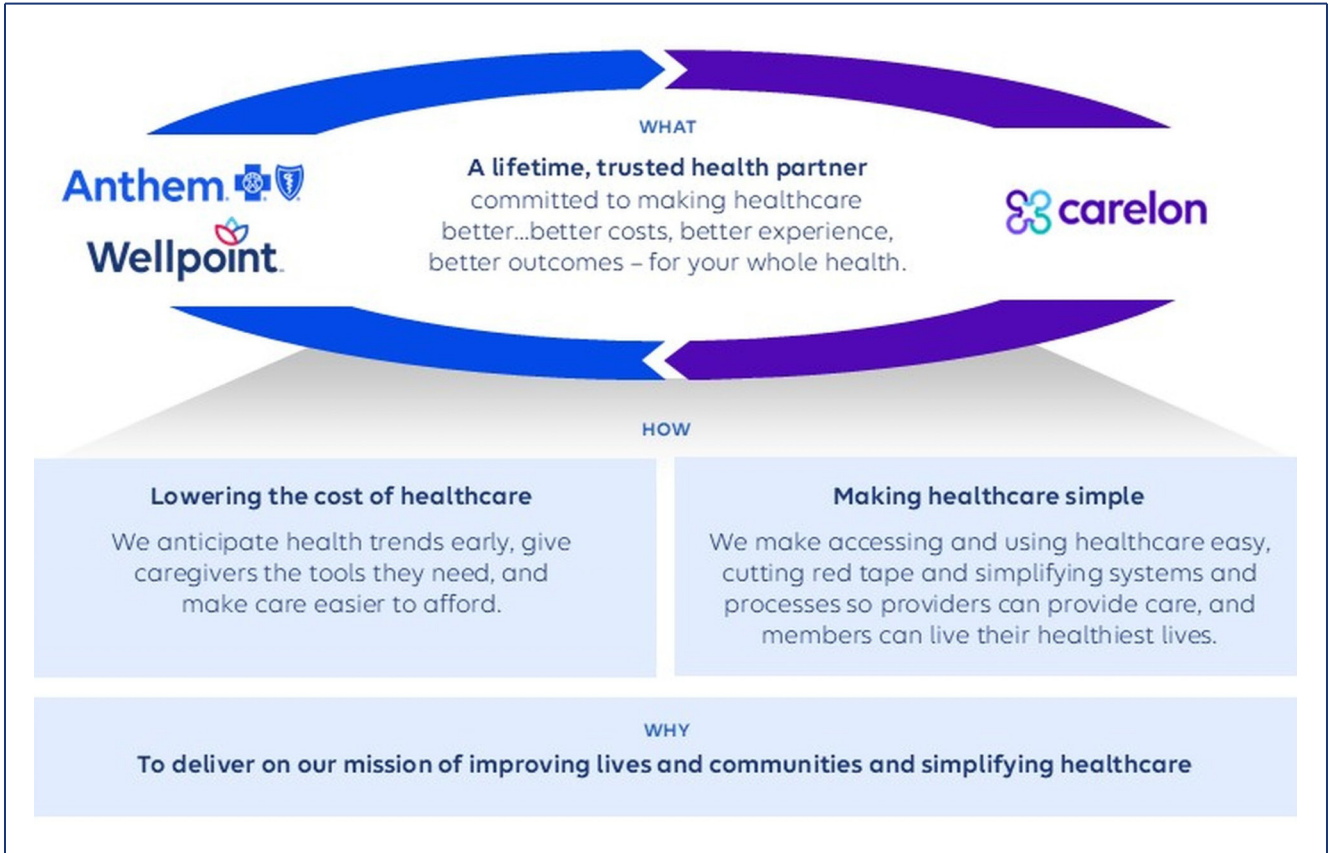 WHAT
A lifetime, trusted health partner
committed to making healthcare
better...better costs, better experience,
better outcomes – for your whole health.
Anthem.
Wellpoint.
carelon
HOW
Lowering the cost of healthcare
We anticipate health trends early, give
caregivers the tools they need, and
make care easier to afford.
Making healthcare simple
We make accessing and using healthcare easy,
cutting red tape and simplifying systems and
processes so providers can provide care, and
members can live their healthiest lives.
WHY
To deliver on our mission of improving lives and communities and simplifying healthcare